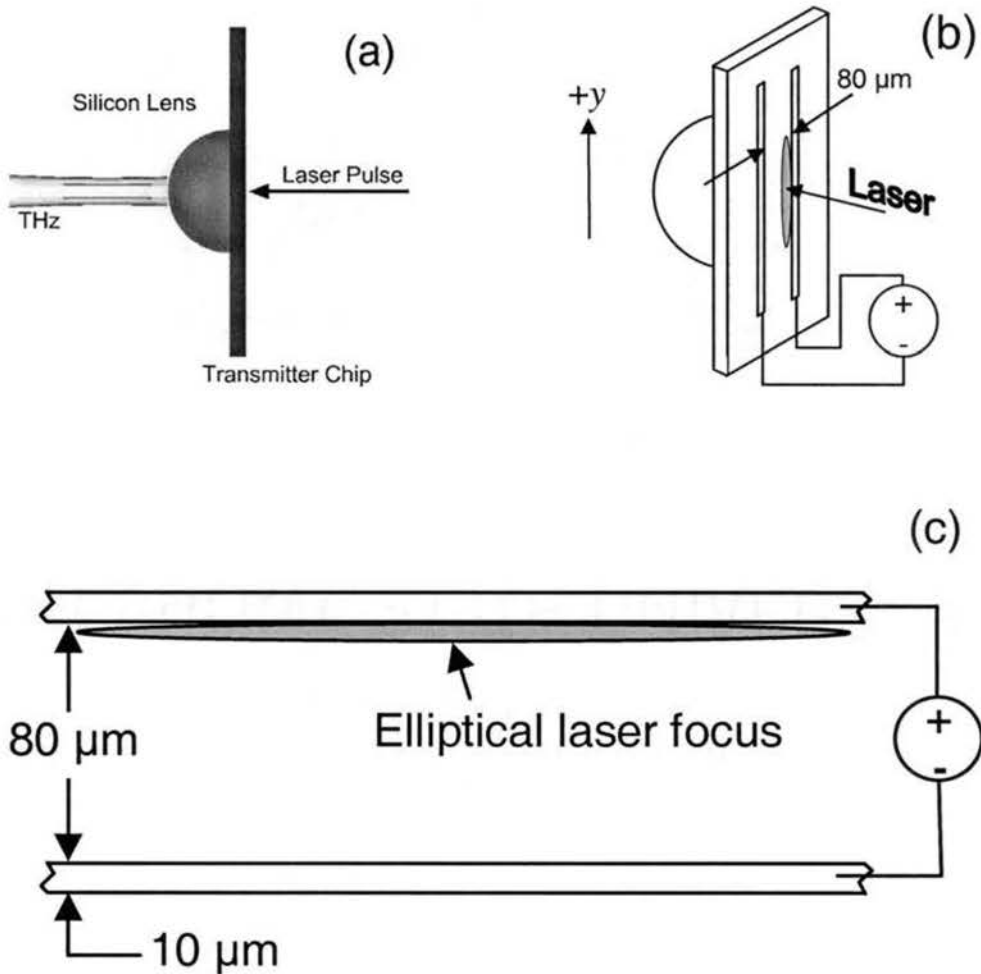 (a)
Silicon Lens
Laser Pulse
THz
Transmitter Chip
(b)
+y
80 μm
Laser
+
-
(c)
80 μm
Elliptical laser focus
+
-
10 μm